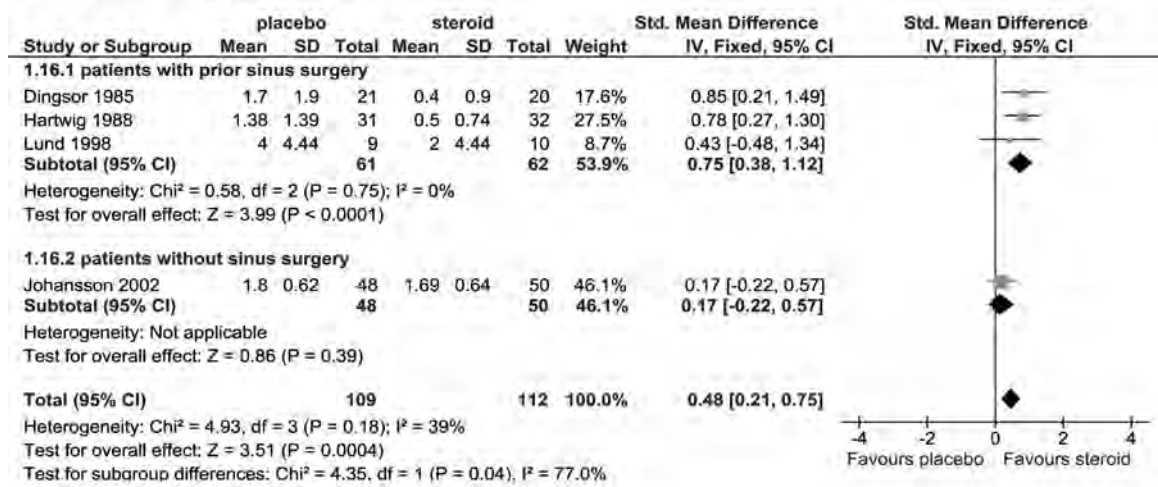 placebo steroid Std. Mean Difference Std. Mean Difference
Study or Subgroup Mean SD Total Mean SD Total Weight IV, Fixed, 95% CI IV, Fixed, 95% CI
1.16.1 patients with prior sinus surgery
Dingsor 1985 1.7 1.9 21 0.4 0.9 20 17.6% 0.85 [0.21, 1.49]
Hartwig 1988 1.38 1.39 31 0.5 0.74 32 27.5% 0.78 [0.27, 1.30]
Lund 1998 4 4.44 9 2 4.44 10 8.7% 0.43 [-0.48, 1.34]
Subtotal (95% CI) 61 62 53.9% 0.75 [0.38, 1.12]
Heterogeneity: Chi² = 0.58, df = 2 (P = 0.75); I² = 0%
Test for overall effect: Z = 3.99 (P < 0.0001)
1.16.2 patients without sinus surgery
Johansson 2002 1.8 0.62 48 1.69 0.64 50 46.1% 0.17 [-0.22, 0.57]
Subtotal (95% CI) 48 50 46.1% 0.17 [-0.22, 0.57]
Heterogeneity: Not applicable
Test for overall effect: Z = 0.86 (P = 0.39)
Total (95% CI) 109 112 100.0% 0.48 [0.21, 0.75]
Heterogeneity: Chi² = 4.93, df = 3 (P = 0.18); I² = 39%
Test for overall effect: Z = 3.51 (P = 0.0004)
Test for subgroup differences: Chi² = 4.35, df = 1 (P = 0.04), I² = 77.0%
-4 -2 0 2 4
Favours placebo Favours steroid